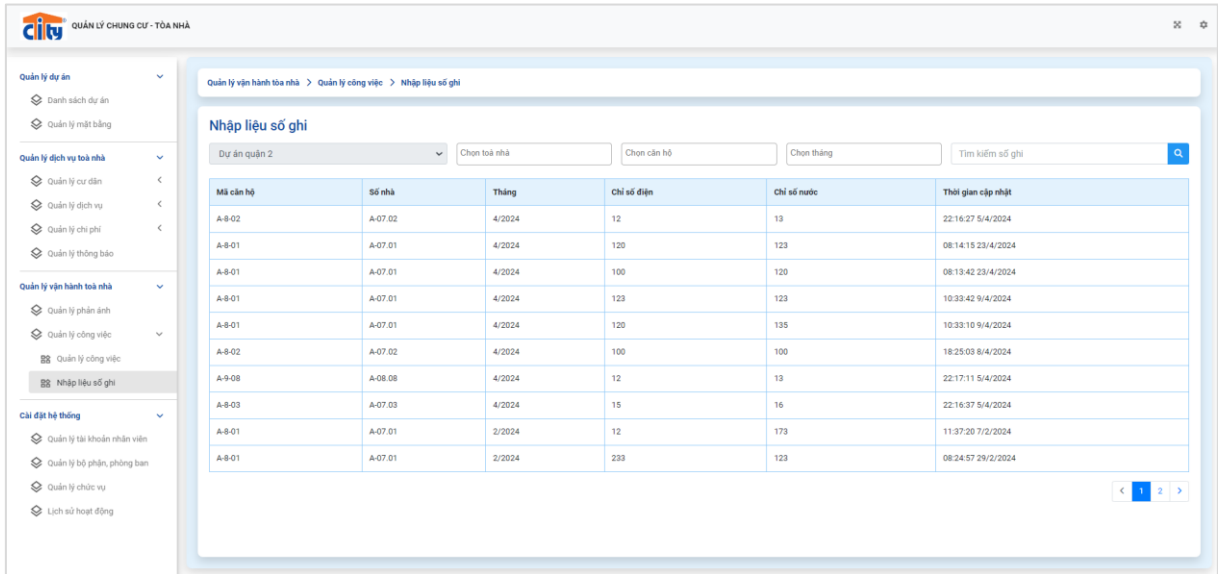 city QUẢN LÝ CHUNG CƯ - TÒA NHÀ
Quản lý dự án
Danh sách dự án
Quản lý mặt bằng
Quản lý dịch vụ toà nhà
Quản lý cư dân
Quản lý dịch vụ
Quản lý chi phí
Quản lý thông báo
Quản lý vận hành toà nhà
Quản lý phản ánh
Quản lý công việc
Quản lý công việc
Nhập liệu số ghi
Cài đặt hệ thống
Quản lý tài khoản nhân viên
Quản lý bộ phận, phòng ban
Quản lý chức vụ
Lịch sử hoạt động
Quản lý vận hành tòa nhà > Quản lý công việc > Nhập liệu số ghi
Nhập liệu số ghi
Dự án quận 2 Chọn toà nhà Chọn căn hộ Chọn tháng Tìm kiếm số ghi
Mã căn hộ Số nhà Tháng Chỉ số điện Chỉ số nước Thời gian cập nhật
A-8-02 A-07.02 4/2024 12 13 22:16:27 5/4/2024
A-8-01 A-07.01 4/2024 120 123 08:14:15 23/4/2024
A-8-01 A-07.01 4/2024 100 120 08:13:42 23/4/2024
A-8-01 A-07.01 4/2024 123 123 10:33:42 9/4/2024
A-8-01 A-07.01 4/2024 120 135 10:33:10 9/4/2024
A-8-02 A-07.02 4/2024 100 100 18:25:03 8/4/2024
A-9-08 A-08.08 4/2024 12 13 22:17:11 5/4/2024
A-8-03 A-07.03 4/2024 15 16 22:16:37 5/4/2024
A-8-01 A-07.01 2/2024 12 173 11:37:20 7/2/2024
A-8-01 A-07.01 2/2024 233 123 08:24:57 29/2/2024
< 1 2 >